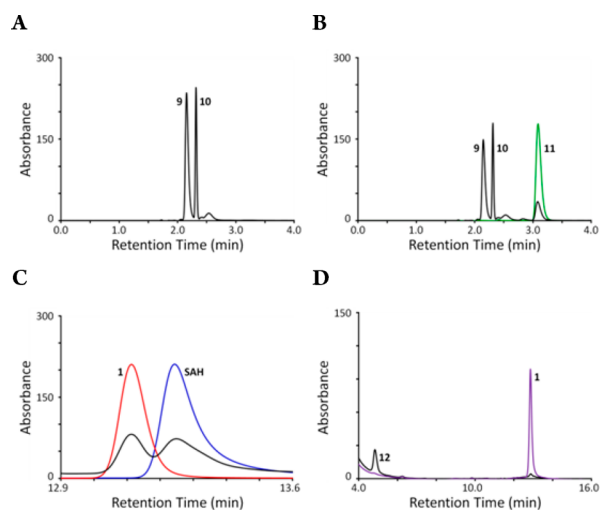 A
300
150
0
Absorbance
9
10
0.0 1.0 2.0 3.0 4.0
Retention Time (min)
B
300
150
0
Absorbance
9
10
11
0.0 1.0 2.0 3.0 4.0
Retention Time (min)
C
300
150
0
Absorbance
1
SAH
12.9 13.6
Retention Time (min)
D
150
0
Absorbance
12
1
4.0 10.0 16.0
Retention Time (min)